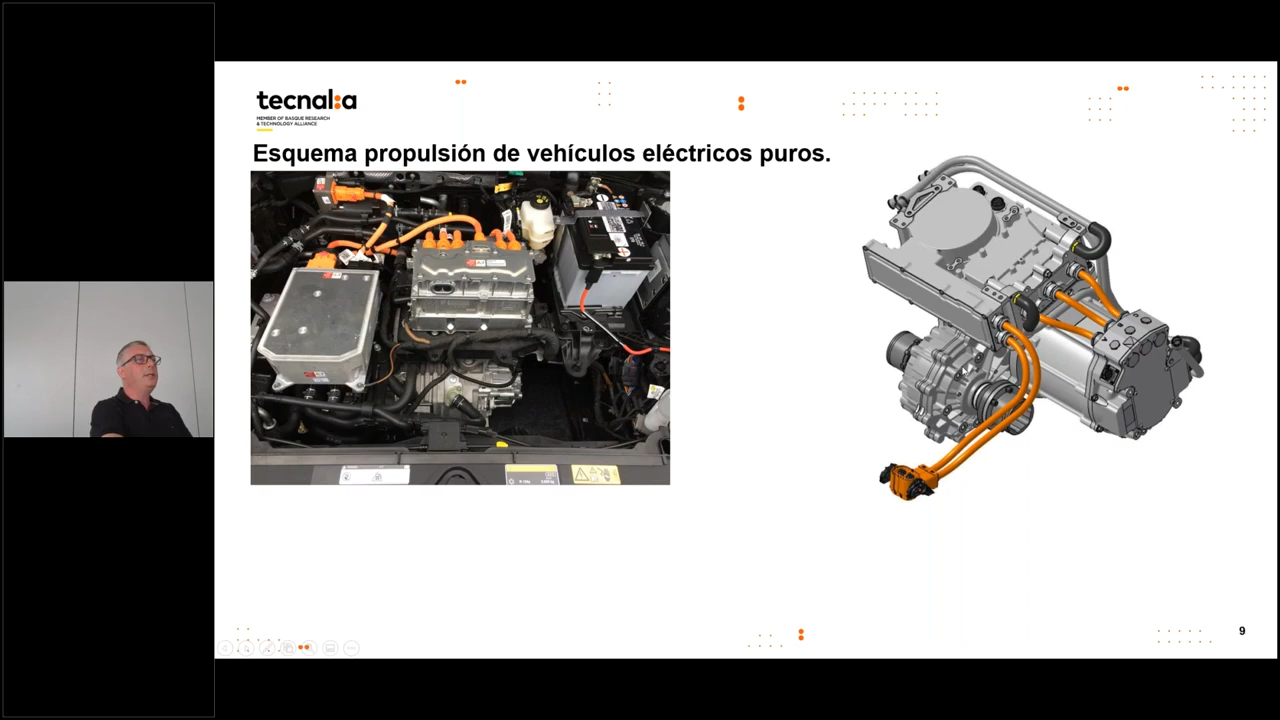 tecnalia
MEMBER OF BASQUE RESEARCH
& TECHNOLOGY ALLIANCE
Esquema propulsión de vehículos eléctricos puros.
9